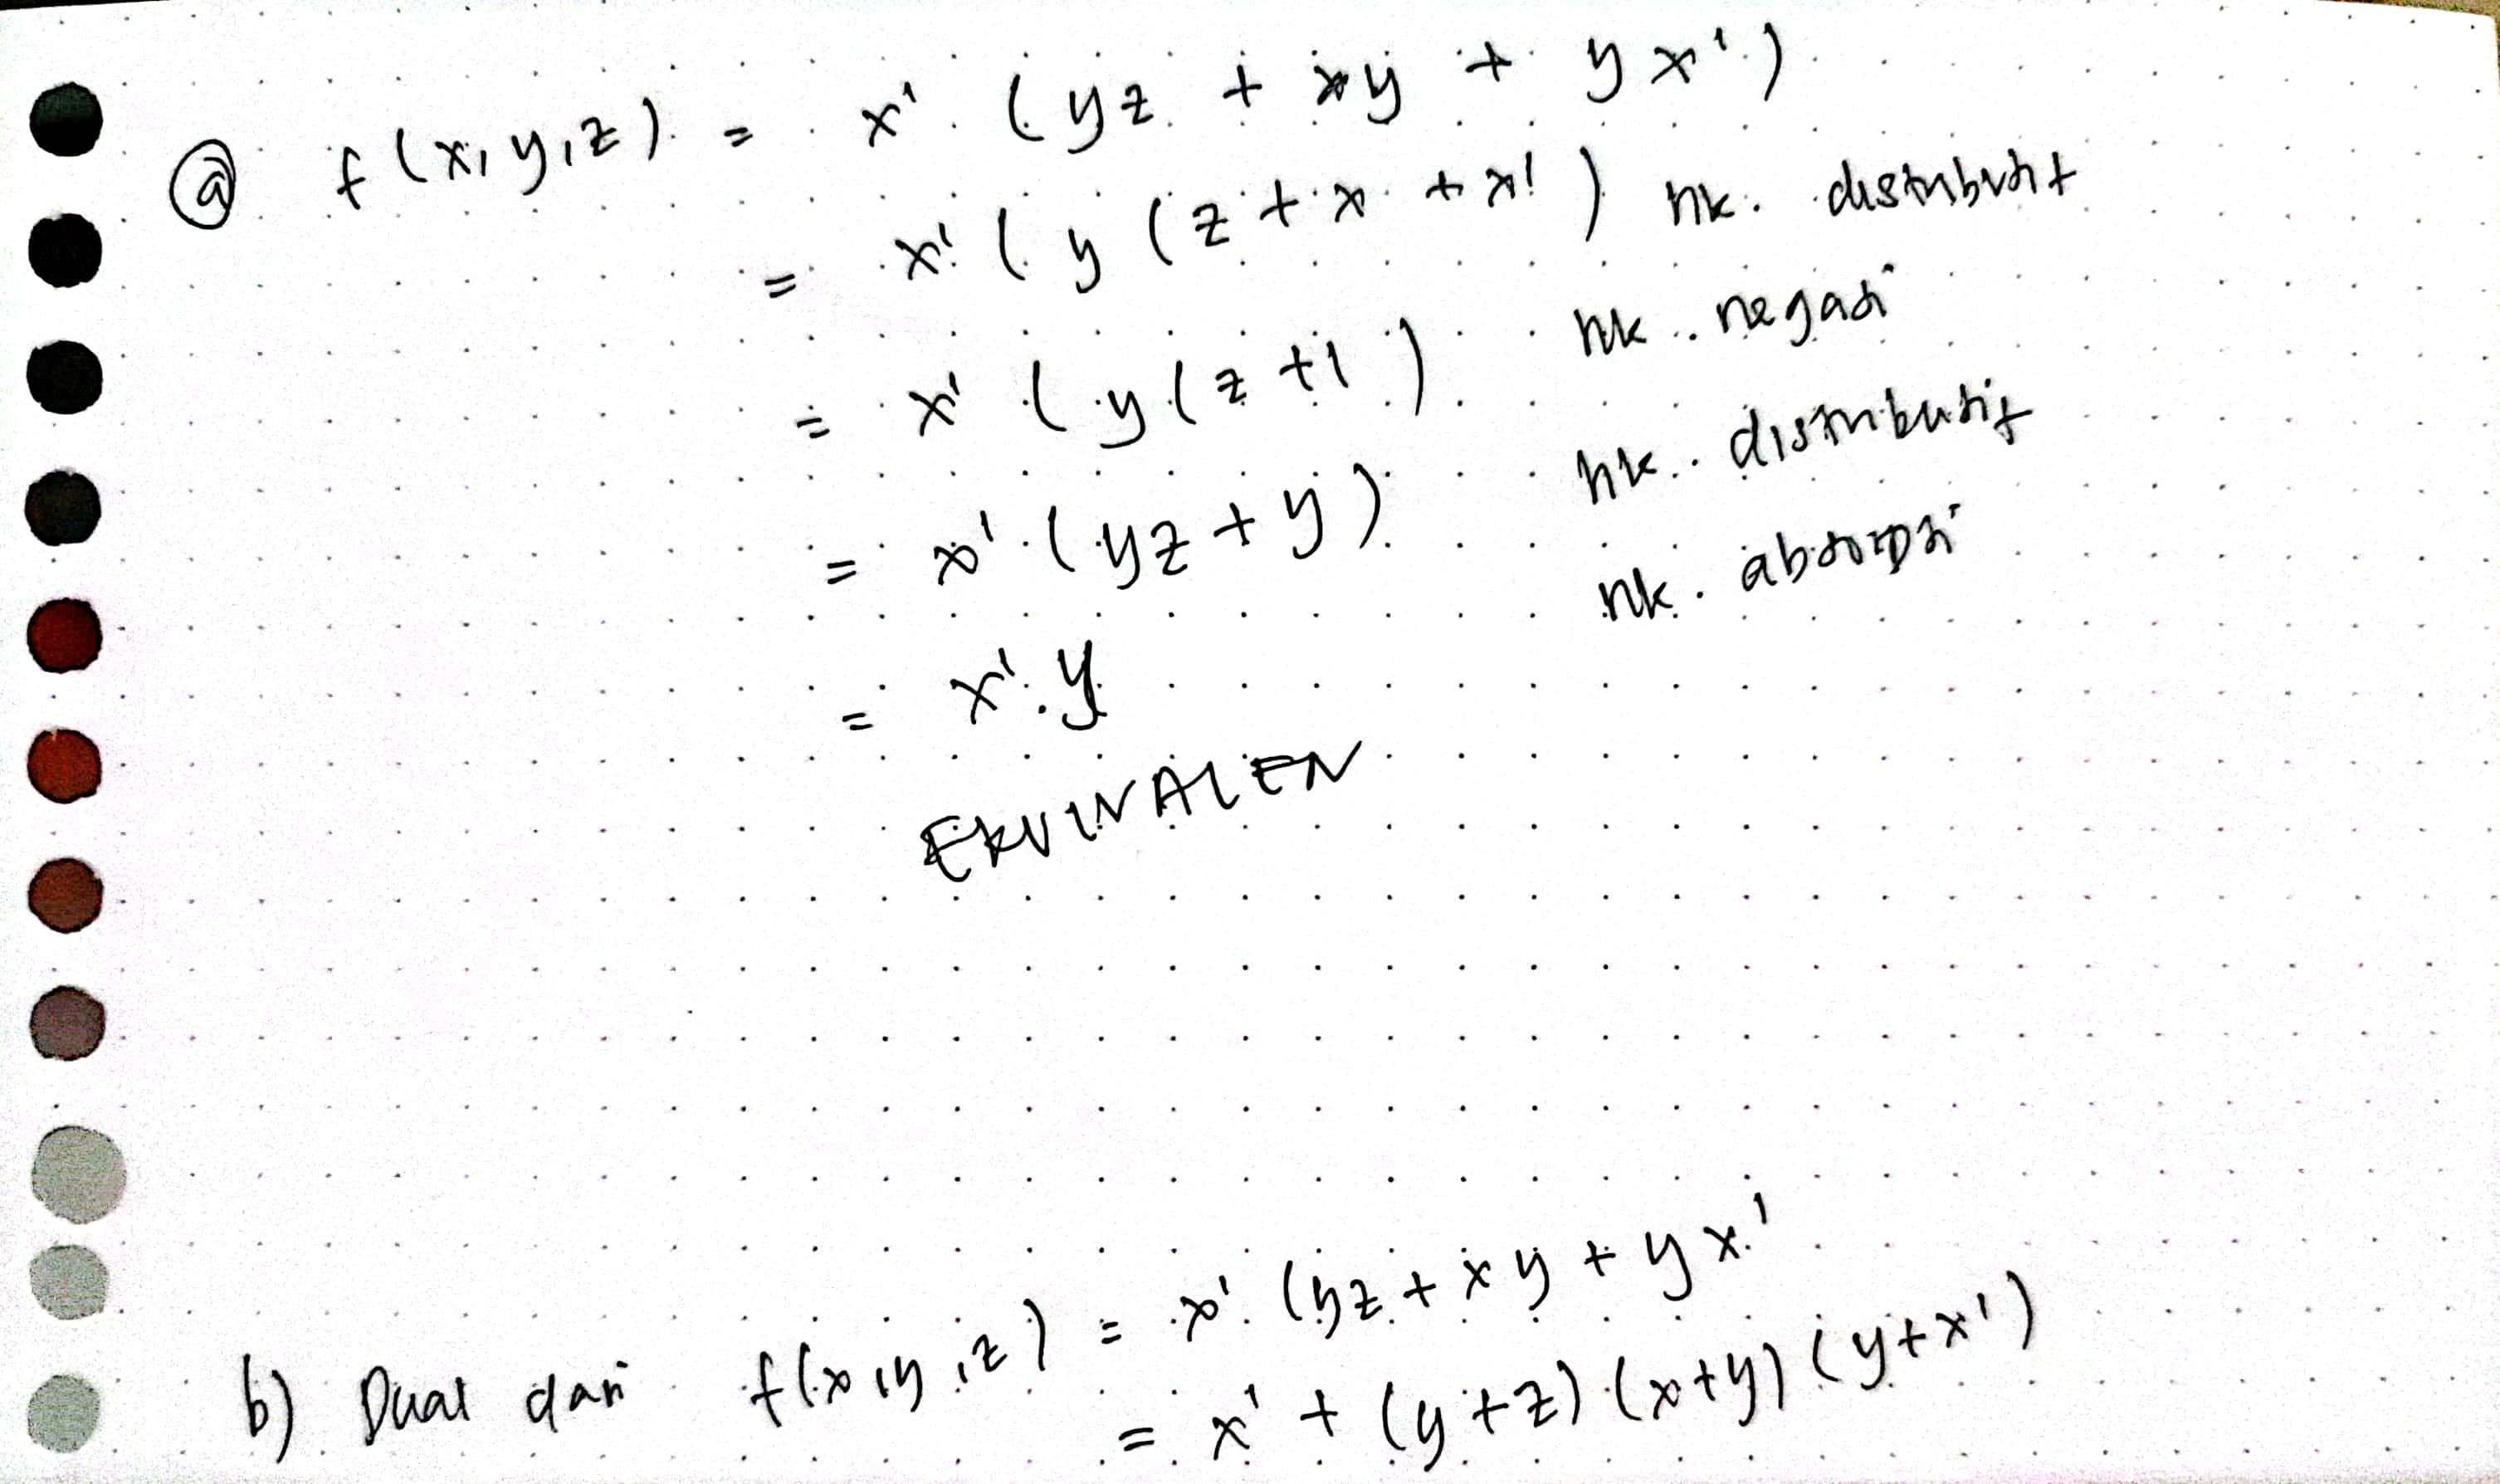 (a) f(x,y,z) = x' (yz + xy + yx')
= x' (y (z + x + x') hk. distributif
= x' (y(z+1) hk. negasi
= x' (yz + y) hk. distributif
= x'.y hk. absorpsi
EKUIVALEN
b) Dual dari f(x,y,z) = x' (yz + xy + yx'
= x' + (y+z)(x+y)(y+x')